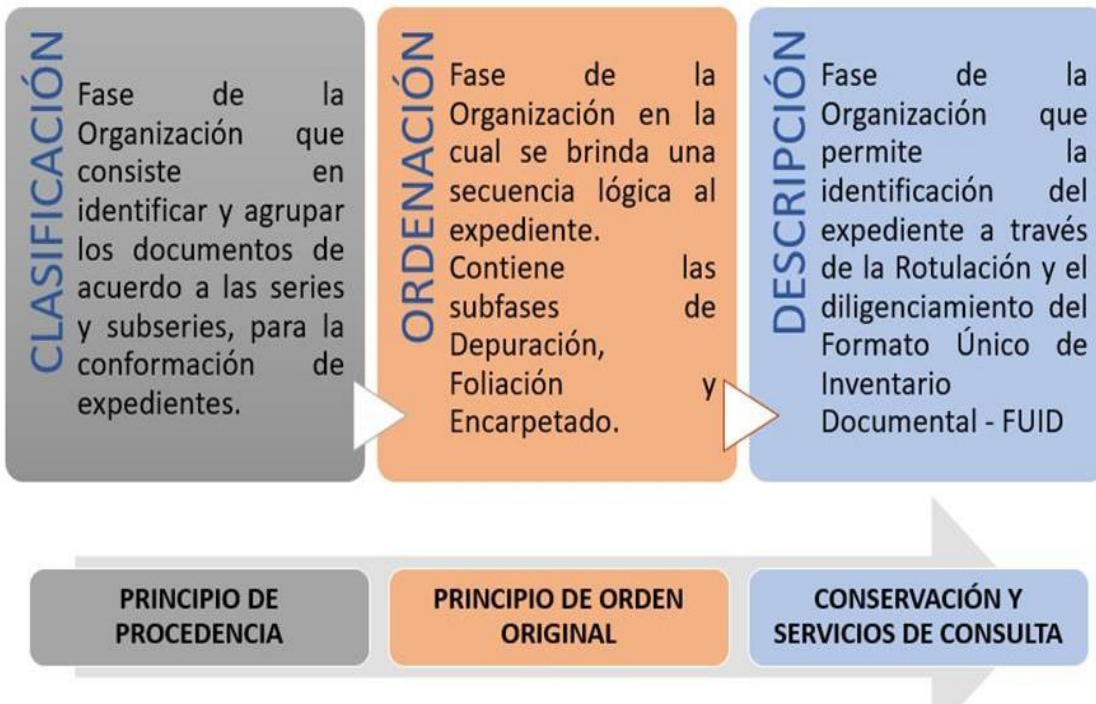 CLASIFICACIÓN
Fase de la
Organización que
consiste en
identificar y agrupar
los documentos de
acuerdo a las series
y subseries, para la
conformación de
expedientes.
ORDENACIÓN
Fase de la
Organización en la
cual se brinda una
secuencia lógica al
expediente.
Contiene las
subfases de
Depuración,
Foliación y
Encarpetado.
DESCRIPCIÓN
Fase de la
Organización que
permite la
identificación del
expediente a través
de la Rotulación y el
diligenciamiento del
Formato Único de
Inventario
Documental - FUID
PRINCIPIO DE
PROCEDENCIA
PRINCIPIO DE ORDEN
ORIGINAL
CONSERVACIÓN Y
SERVICIOS DE CONSULTA